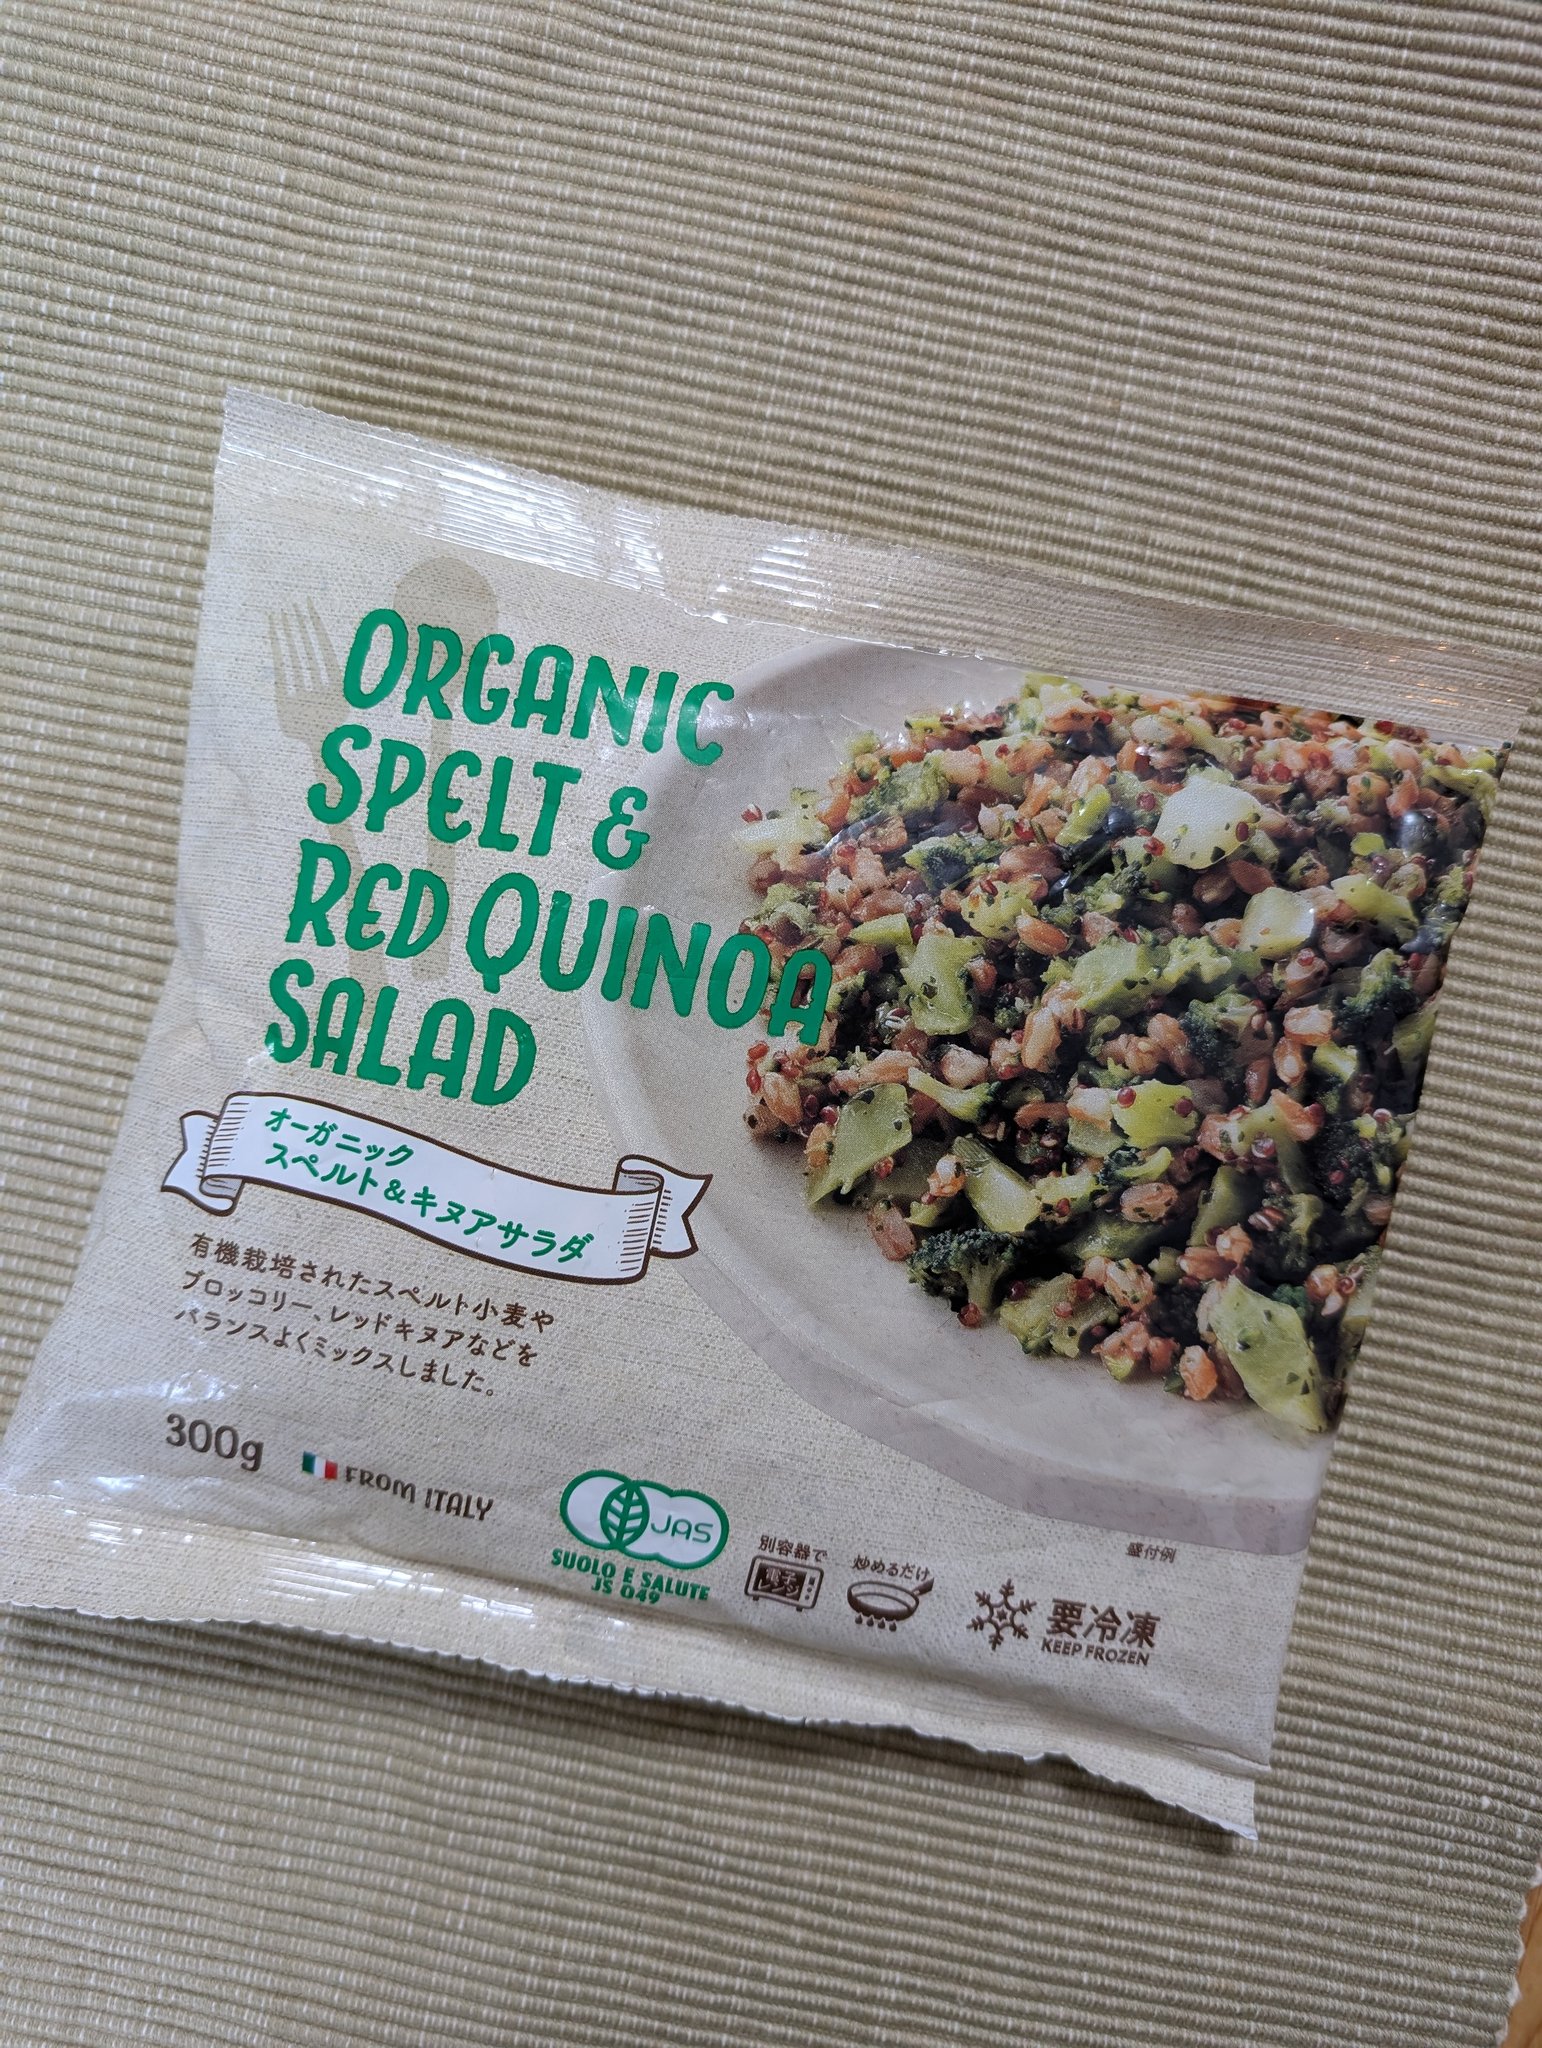 ORGANIC
SPELT &
RED QUINOA
SALAD
オーガニック
スペルト&キヌアサラダ
有機栽培されたスペルト小麦や
ブロッコリー、レッドキヌアなどを
バランスよくミックスしました。
300g
FROM ITALY
JAS
SUOLO E SALUTE
JS 049
別容器で
電子
レンジ
炒めるだけ
盛付例
要冷凍
KEEP FROZEN